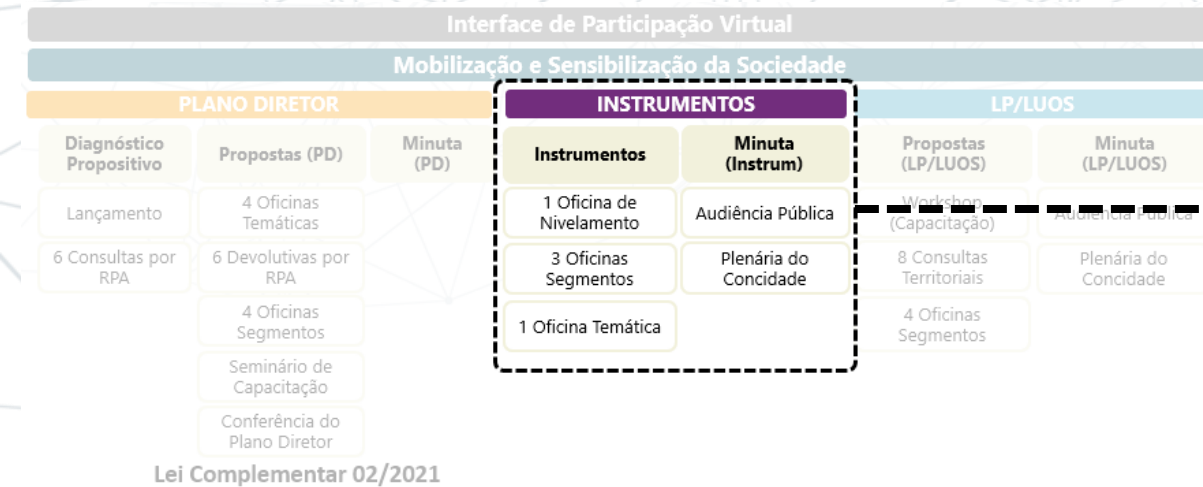 Interface de Participação Virtual
Mobilização e Sensibilização da Sociedade
PLANO DIRETOR
INSTRUMENTOS
LP/LUOS
Diagnóstico
Propositivo
Propostas (PD)
Minuta
(PD)
Instrumentos
Minuta
(Instrum)
Propostas
(LP/LUOS)
Minuta
(LP/LUOS)
Lançamento
4 Oficinas
Temáticas
1 Oficina de
Nivelamento
Audiência Pública
Workshop
(Capacitação)
Audiência Pública
6 Consultas por
RPA
6 Devolutivas por
RPA
3 Oficinas
Segmentos
Plenária do
Concidade
8 Consultas
Territoriais
Plenária do
Concidade
4 Oficinas
Segmentos
1 Oficina Temática
4 Oficinas
Segmentos
Seminário de
Capacitação
Conferência do
Plano Diretor
Lei Complementar 02/2021